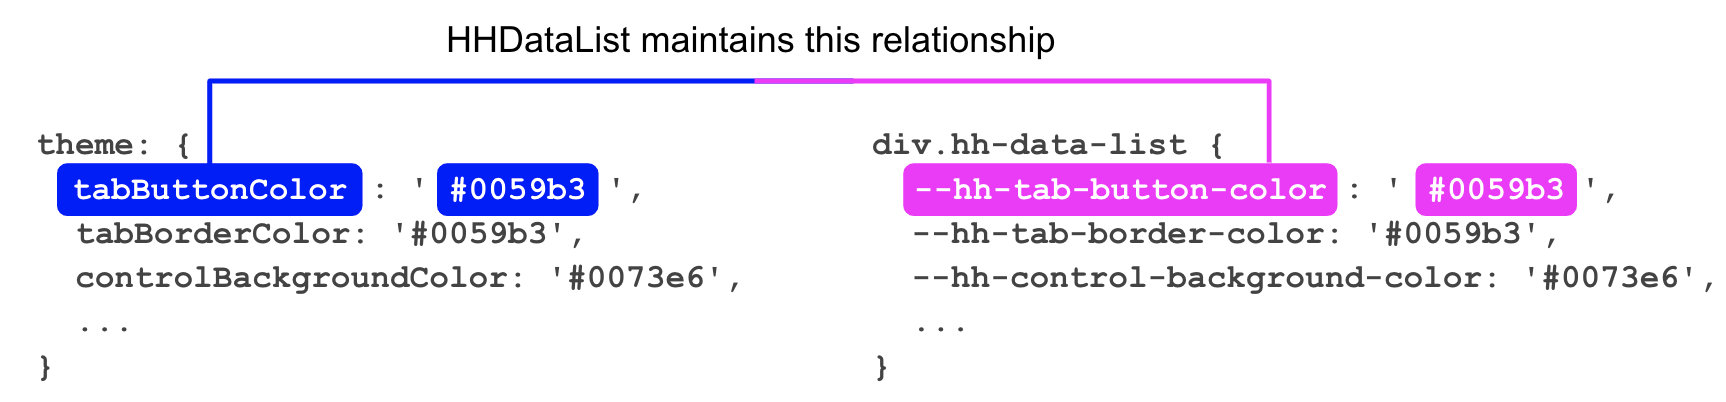 HHDataList maintains this relationship
theme: {
tabButtonColor : ' #0059b3 ',
tabBorderColor: '#0059b3',
controlBackgroundColor: '#0073e6',
...
}
div.hh-data-list {
--hh-tab-button-color : ' #0059b3 ',
--hh-tab-border-color: '#0059b3',
--hh-control-background-color: '#0073e6',
...
}